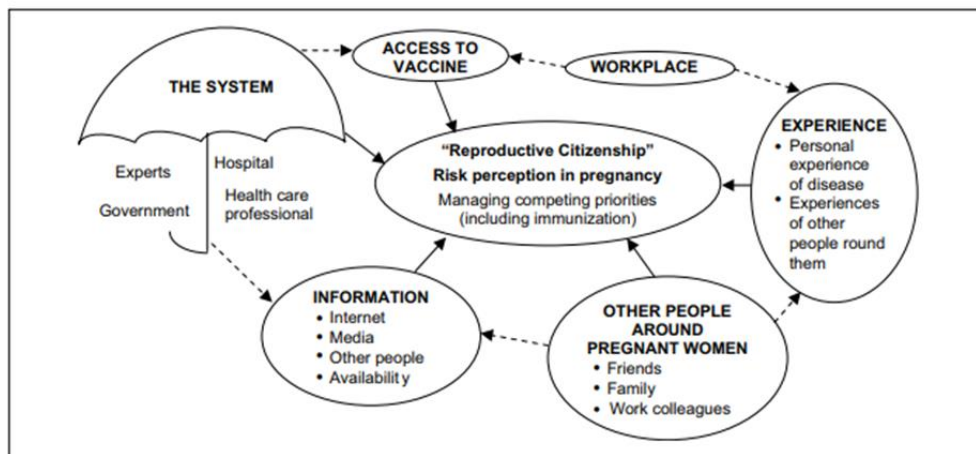 THE SYSTEM
Experts
Government
Hospital
Health care
professional
ACCESS TO
VACCINE
WORKPLACE
"Reproductive Citizenship"
Risk perception in pregnancy
Managing competing priorities
(including immunization)
EXPERIENCE
• Personal
experience
of disease
• Experiences
of other
people round
them
INFORMATION
• Internet
• Media
• Other people
• Availability
OTHER PEOPLE
AROUND
PREGNANT WOMEN
• Friends
• Family
• Work colleagues